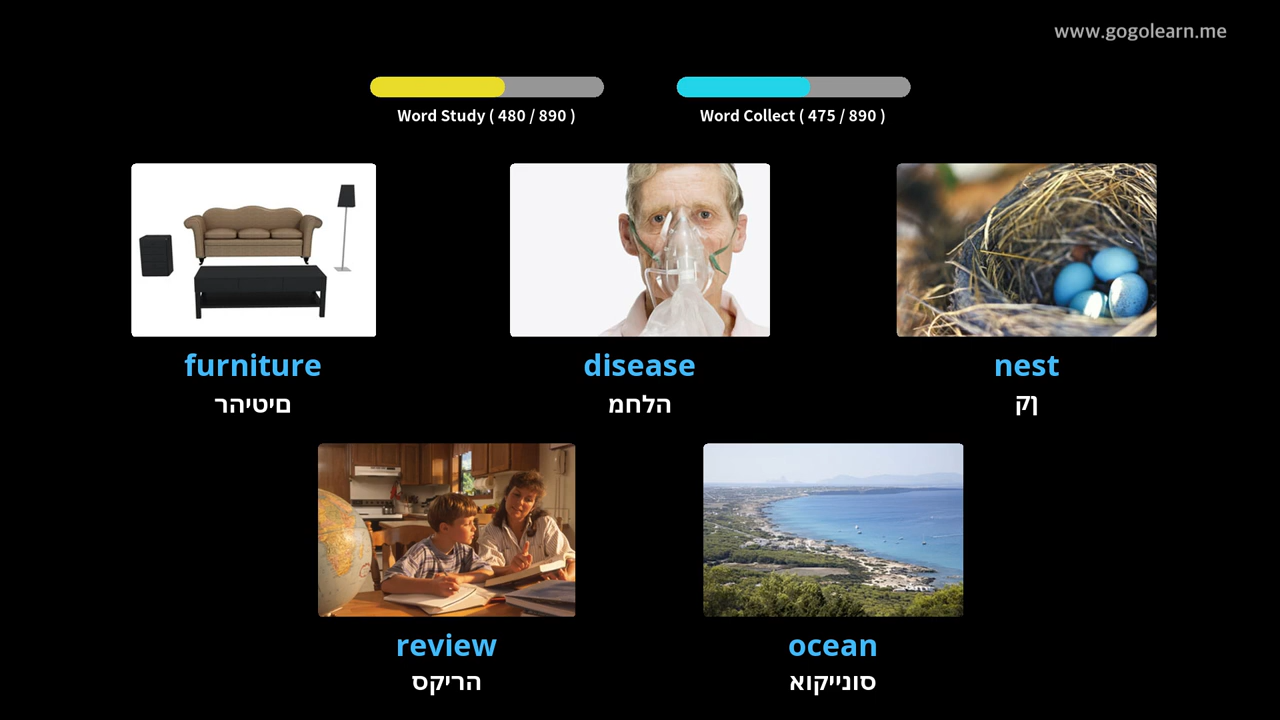 www.gogolearn.me
Word Study ( 480 / 890 )
Word Collect ( 475 / 890 )
furniture
םיטיהר
disease
הלחמ
nest
ןק
review
הריקס
ocean
סונייקוא